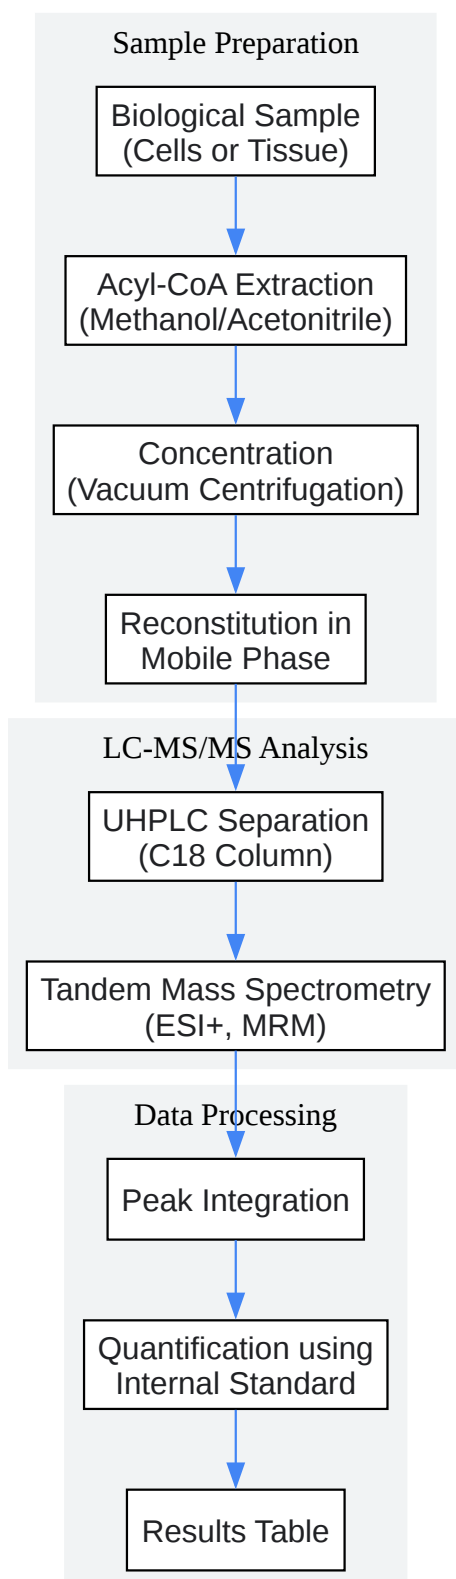 Sample Preparation
Biological Sample
(Cells or Tissue)
Acyl-CoA Extraction
(Methanol/Acetonitrile)
Concentration
(Vacuum Centrifugation)
Reconstitution in
Mobile Phase
LC-MS/MS Analysis
UHPLC Separation
(C18 Column)
Tandem Mass Spectrometry
(ESI+, MRM)
Data Processing
Peak Integration
Quantification using
Internal Standard
Results Table